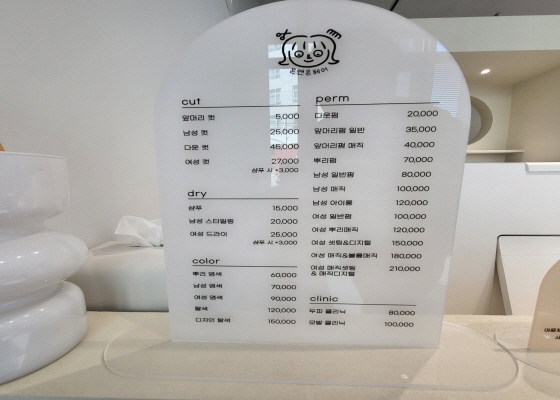 cut
앞머리 컷 5,000
남성 컷 25,000
다운 컷 45,000
여성 컷 27,000
샴푸 시 +3,000
dry
샴푸 15,000
남성 스타일링 20,000
여성 드라이 25,000
샴푸 시 +3,000
color
뿌리 염색 60,000
남성 염색 70,000
여성 염색 90,000
탈색 120,000
디자인 탈색 150,000
perm
다운펌 20,000
앞머리펌 일반 35,000
앞머리펌 매직 40,000
뿌리펌 70,000
남성 일반펌 80,000
남성 매직 100,000
남성 아이롱 120,000
여성 일반펌 100,000
여성 뿌리매직 120,000
여성 셋팅&디지털 150,000
여성 매직&볼륨매직 180,000
여성 매직셋팅 210,000
& 매직디지털
clinic
두피 클리닉 80,000
모발 클리닉 100,000